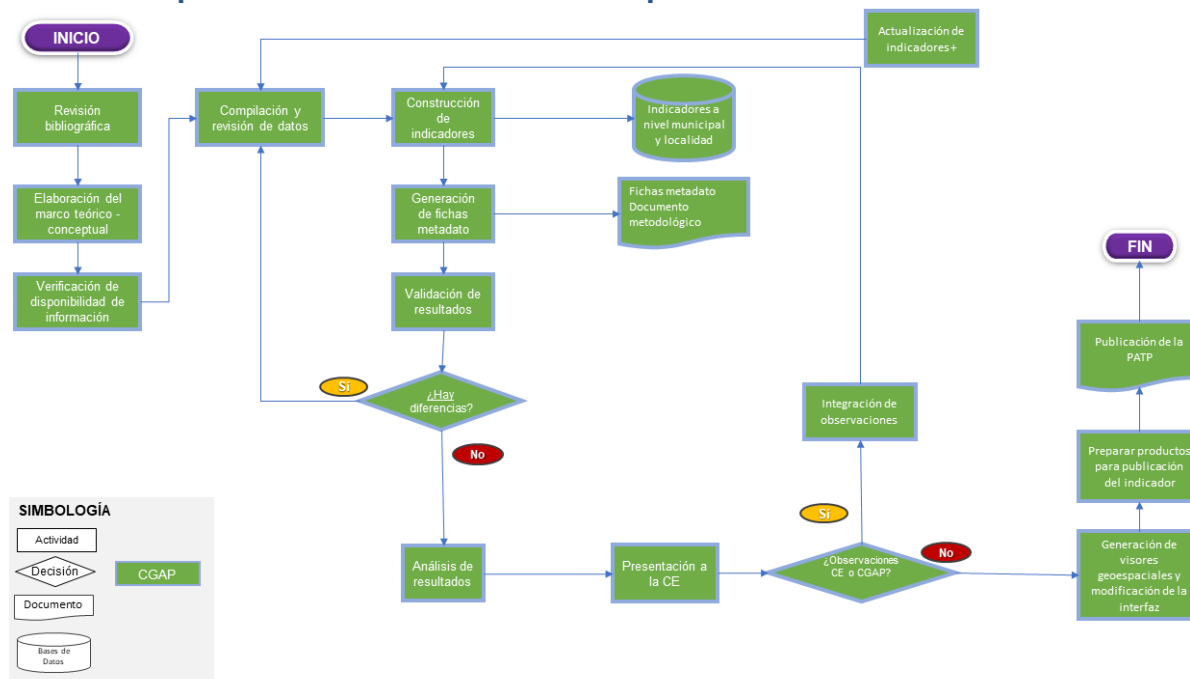 INICIO
Revisión
bibliográfica
Elaboración del
marco teórico -
conceptual
Verificación de
disponibilidad de
información
Compilación y
revisión de datos
Construcción
de
indicadores
Indicadores a
nivel municipal
y localidad
Actualización de
indicadores+
Generación
de fichas
metadato
Fichas metadato
Documento
metodológico
Validación de
resultados
¿Hay
diferencias?
Sí
No
Análisis de
resultados
Presentación a
la CE
¿Observaciones
CE o CGAP?
Sí
No
Integración de
observaciones
Generación de
visores
geoespaciales y
modificación de la
interfaz
Preparar productos
para publicación
del indicador
Publicación de la
PATP
FIN
SIMBOLOGÍA
Actividad
Decisión
CGAP
Documento
Bases de
Datos